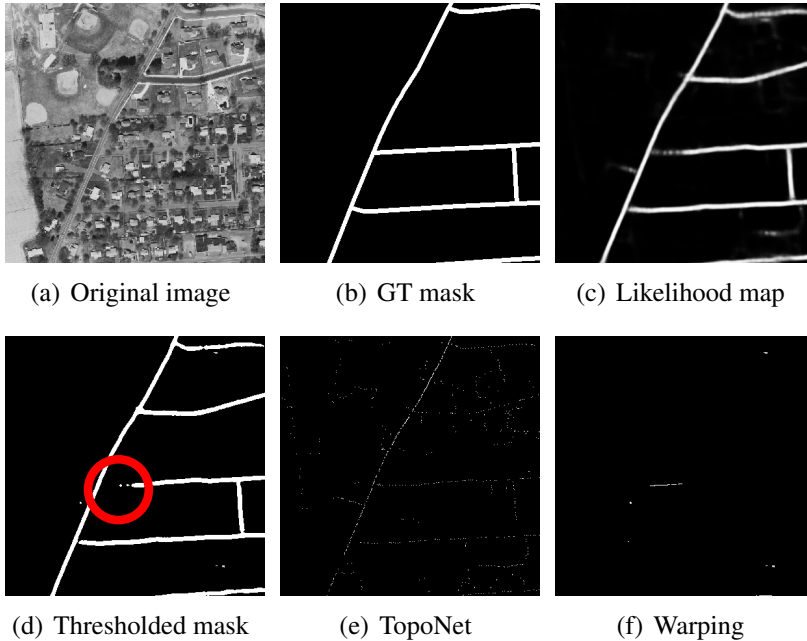 (a) Original image
(b) GT mask
(c) Likelihood map
(d) Thresholded mask
(e) TopoNet
(f) Warping